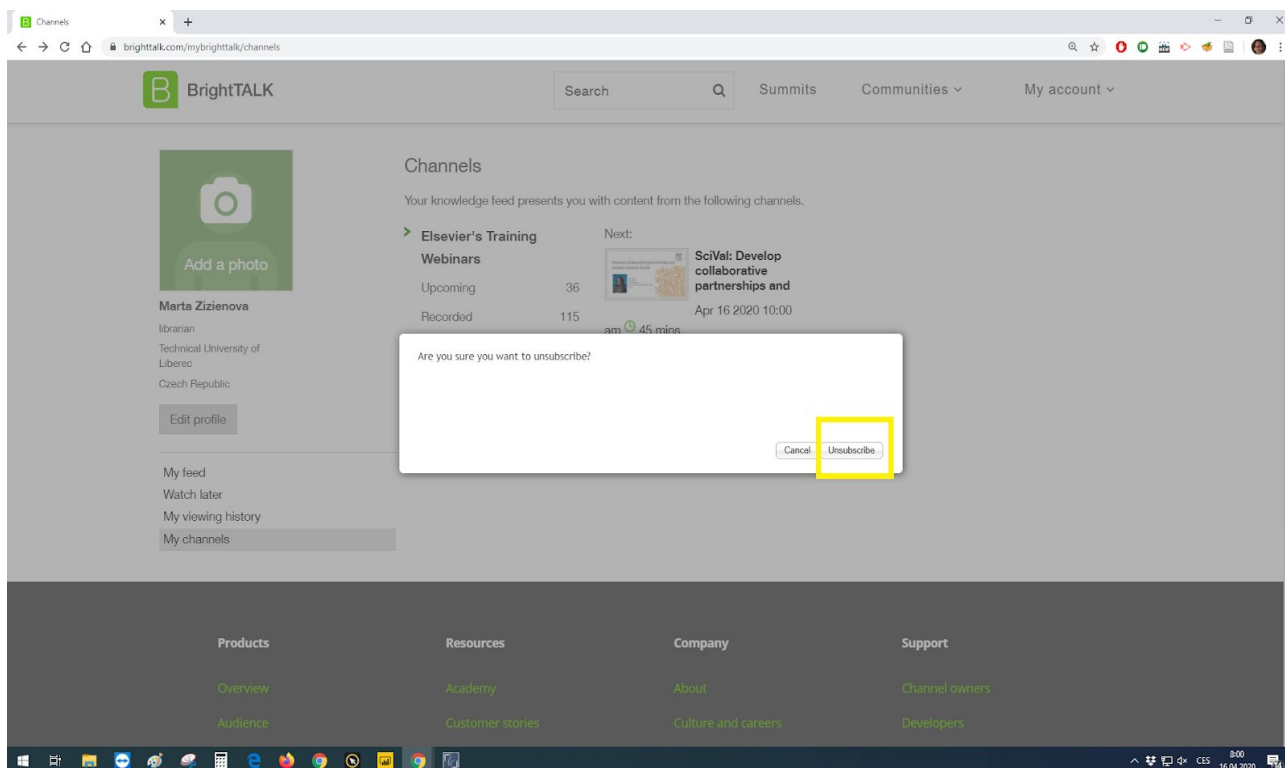 Channels
brighttalk.com/mybrighttalk/channels
BrightTALK
Search
Summits
Communities
My account
Add a photo
Marta Zizienova
librarian
Technical University of
Liberec
Czech Republic
Edit profile
My feed
Watch later
My viewing history
My channels
Channels
Your knowledge feed presents you with content from the following channels.
Elsevier's Training
Webinars
Upcoming 36
Recorded 115
Next:
SciVal: Develop
collaborative
partnerships and
Apr 16 2020 10:00
am 45 mins
Are you sure you want to unsubscribe?
Cancel Unsubscribe
Products
Overview
Audience
Resources
Academy
Customer stories
Company
About
Culture and careers
Support
Channel owners
Developers
CES
8:00
16.04.2020